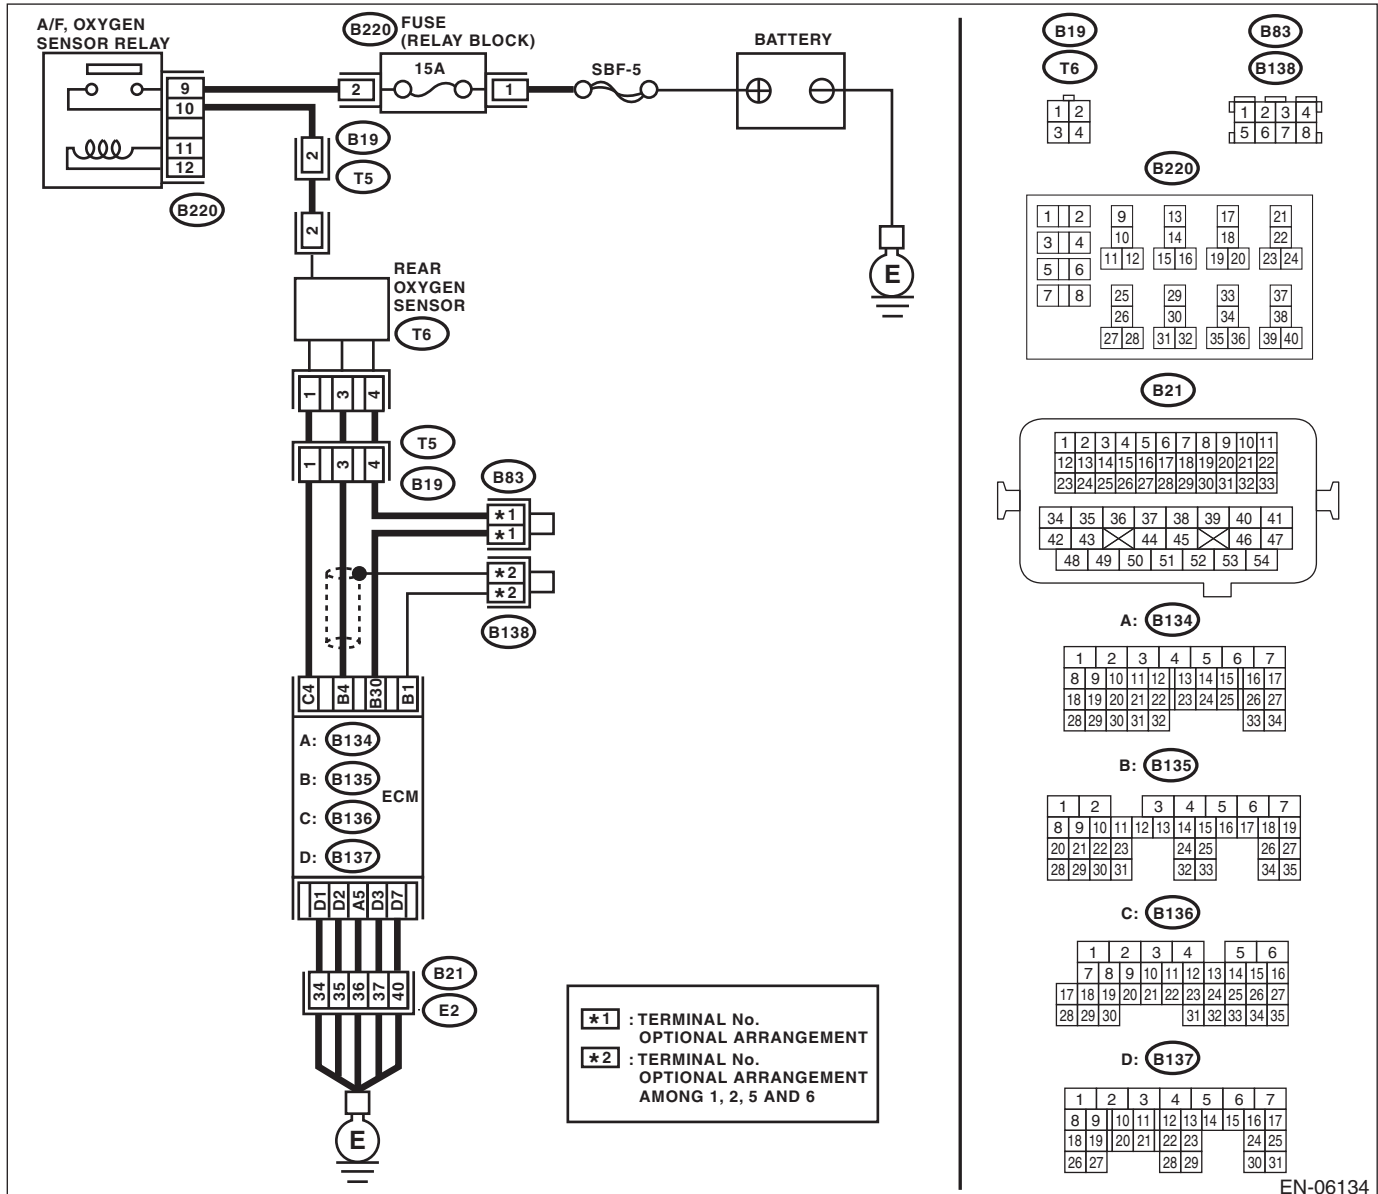 A/F, OXYGEN
SENSOR RELAY
9
10
11
12
B220
B220
FUSE
(RELAY BLOCK)
2
15A
1
SBF-5
BATTERY
E
2
B19
T5
2
REAR
OXYGEN
SENSOR
T6
1 3 4
1 3 4
T5
B19
B83
*1
*1
*2
*2
B138
C4 B4 B30 B1
A: B134
B: B135
ECM
C: B136
D: B137
D1 D2 A5 D3 D7
34 35 36 37 40
B21
E2
E
*1 : TERMINAL No.
OPTIONAL ARRANGEMENT
*2 : TERMINAL No.
OPTIONAL ARRANGEMENT
AMONG 1, 2, 5 AND 6
B19
T6
1 2
3 4
B83
B138
1 2 3 4
5 6 7 8
B220
1 2 9 13 17 21
3 4 10 14 18 22
5 6 11 12 15 16 19 20 23 24
7 8 25 29 33 37
26 30 34 38
27 28 31 32 35 36 39 40
B21
1 2 3 4 5 6 7 8 9 10 11
12 13 14 15 16 17 18 19 20 21 22
23 24 25 26 27 28 29 30 31 32 33
34 35 36 37 38 39 40 41
42 43 44 45 46 47
48 49 50 51 52 53 54
A: B134
1 2 3 4 5 6 7
8 9 10 11 12 13 14 15 16 17
18 19 20 21 22 23 24 25 26 27
28 29 30 31 32 33 34
B: B135
1 2 3 4 5 6 7
8 9 10 11 12 13 14 15 16 17 18 19
20 21 22 23 24 25 26 27
28 29 30 31 32 33 34 35
C: B136
1 2 3 4 5 6
7 8 9 10 11 12 13 14 15 16
17 18 19 20 21 22 23 24 25 26 27
28 29 30 31 32 33 34 35
D: B137
1 2 3 4 5 6 7
8 9 10 11 12 13 14 15 16 17
18 19 20 21 22 23 24 25
26 27 28 29 30 31
EN-06134